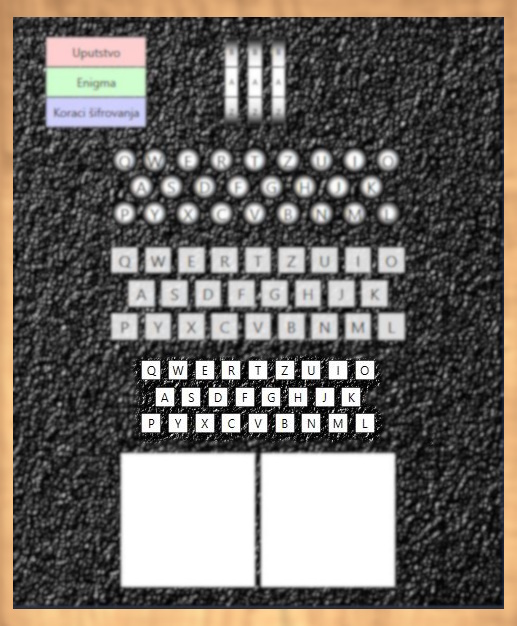 Uputstvo
Enigma
Koraci šifrovanja
B B B
A A A
Q W E R T Z U I O
A S D F G H J K
P Y X C V B N M L
Q W E R T Z U I O
A S D F G H J K
P Y X C V B N M L
Q W E R T Z U I O
A S D F G H J K
P Y X C V B N M L